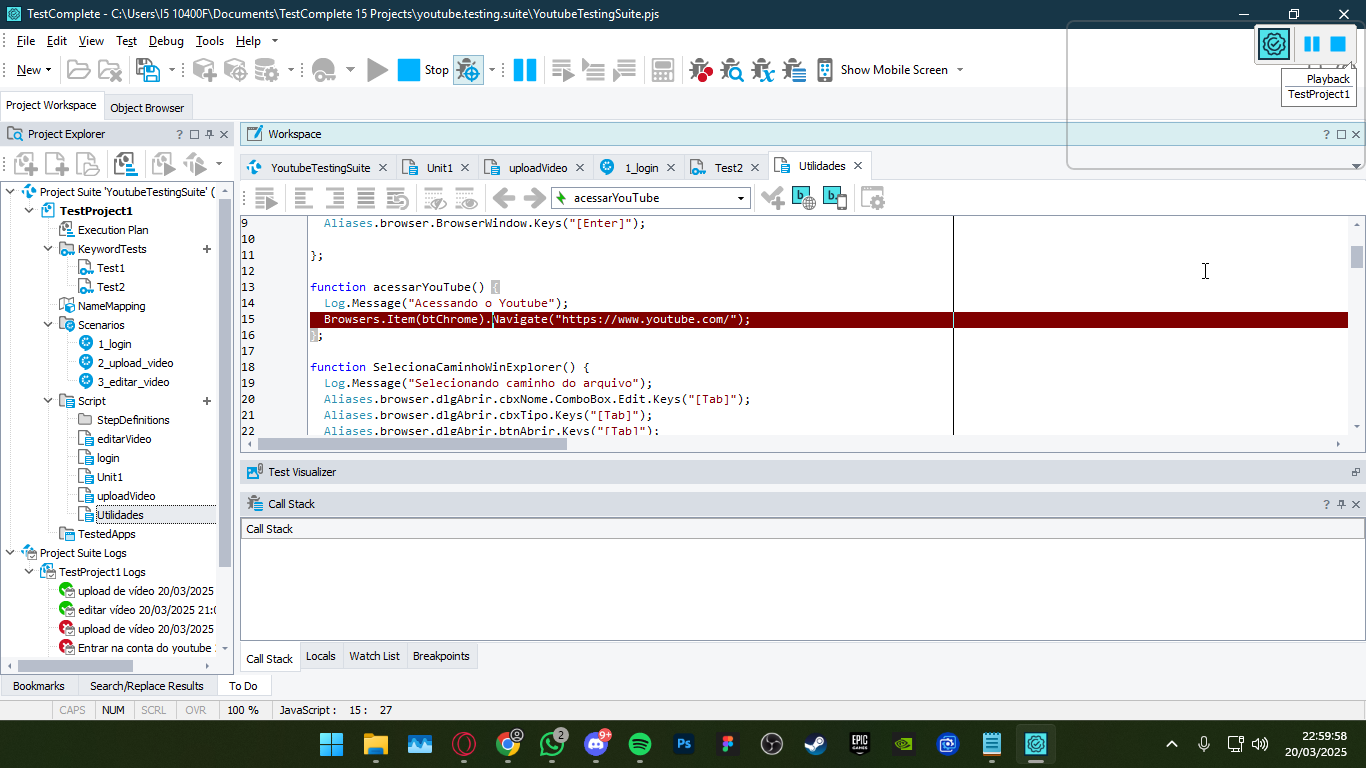 TestComplete - C:\Users\I5 10400F\Documents\TestComplete 15 Projects\youtube.testing.suite\YoutubeTestingSuite.pjs
File Edit View Test Debug Tools Help
New Stop Show Mobile Screen
Playback
TestProject1
Project Workspace Object Browser
Project Explorer
Workspace
YoutubeTestingSuite Unit1 uploadVideo 1_login Test2 Utilidades
acessarYouTube
Project Suite 'YoutubeTestingSuite' (
TestProject1
Execution Plan
KeywordTests
Test1
Test2
NameMapping
Scenarios
1_login
2_upload_video
3_editar_video
Script
StepDefinitions
editarVideo
login
Unit1
uploadVideo
Utilidades
TestedApps
Project Suite Logs
TestProject1 Logs
upload de vídeo 20/03/2025
editar vídeo 20/03/2025 21:0
upload de vídeo 20/03/2025
Entrar na conta do youtube
9 Aliases.browser.BrowserWindow.Keys("[Enter]");
10
11 };
12
13 function acessarYouTube() {
14 Log.Message("Acessando o Youtube");
15 Browsers.Item(btChrome).Navigate("https://www.youtube.com/");
16 };
17
18 function SelecionaCaminhoWinExplorer() {
19 Log.Message("Selecionando caminho do arquivo");
20 Aliases.browser.dlgAbrir.cbxNome.ComboBox.Edit.Keys("[Tab]");
21 Aliases.browser.dlgAbrir.cbxTipo.Keys("[Tab]");
22 Aliases.browser.dlgAbrir.btnAbrir.Keys("[Tab]");
Test Visualizer
Call Stack
Call Stack
Call Stack Locals Watch List Breakpoints
Bookmarks Search/Replace Results To Do
CAPS NUM SCRL OVR 100 % JavaScript : 15 : 27
2
9+
Ps
EPIC GAMES
22:59:58
20/03/2025